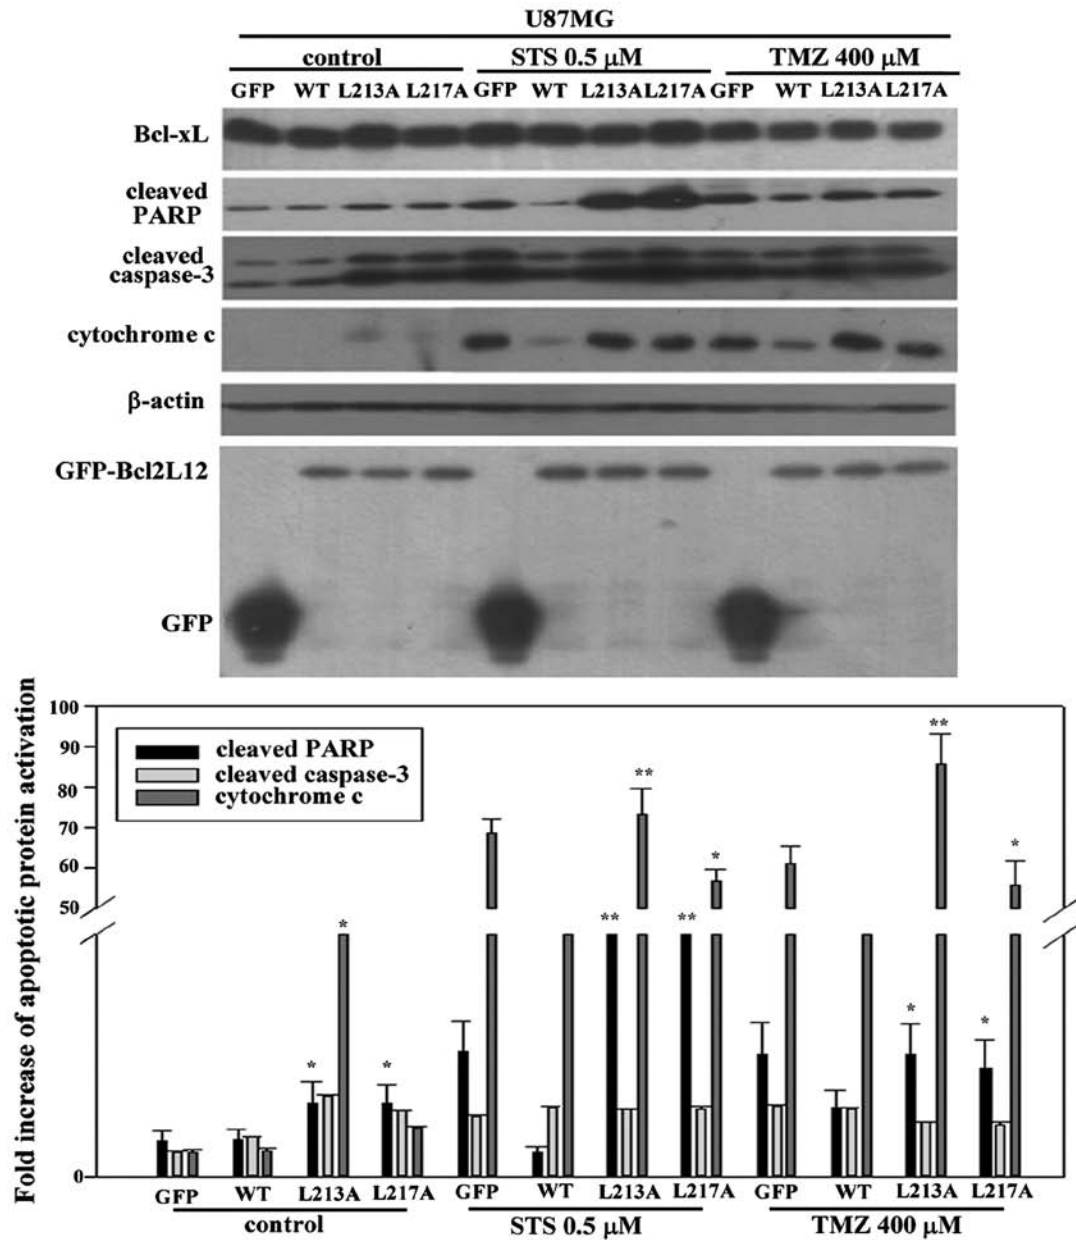 U87MG
control STS 0.5 μM TMZ 400 μM
GFP WT L213A L217A GFP WT L213A L217A GFP WT L213A L217A
Bcl-xL
cleaved
PARP
cleaved
caspase-3
cytochrome c
β-actin
GFP-Bcl2L12
GFP
Fold increase of apoptotic protein activation
100
90
80
70
60
50
0
cleaved PARP
cleaved caspase-3
cytochrome c
* * * ** ** ** * * ** * *
GFP WT L213A L217A GFP WT L213A L217A GFP WT L213A L217A
control STS 0.5 μM TMZ 400 μM